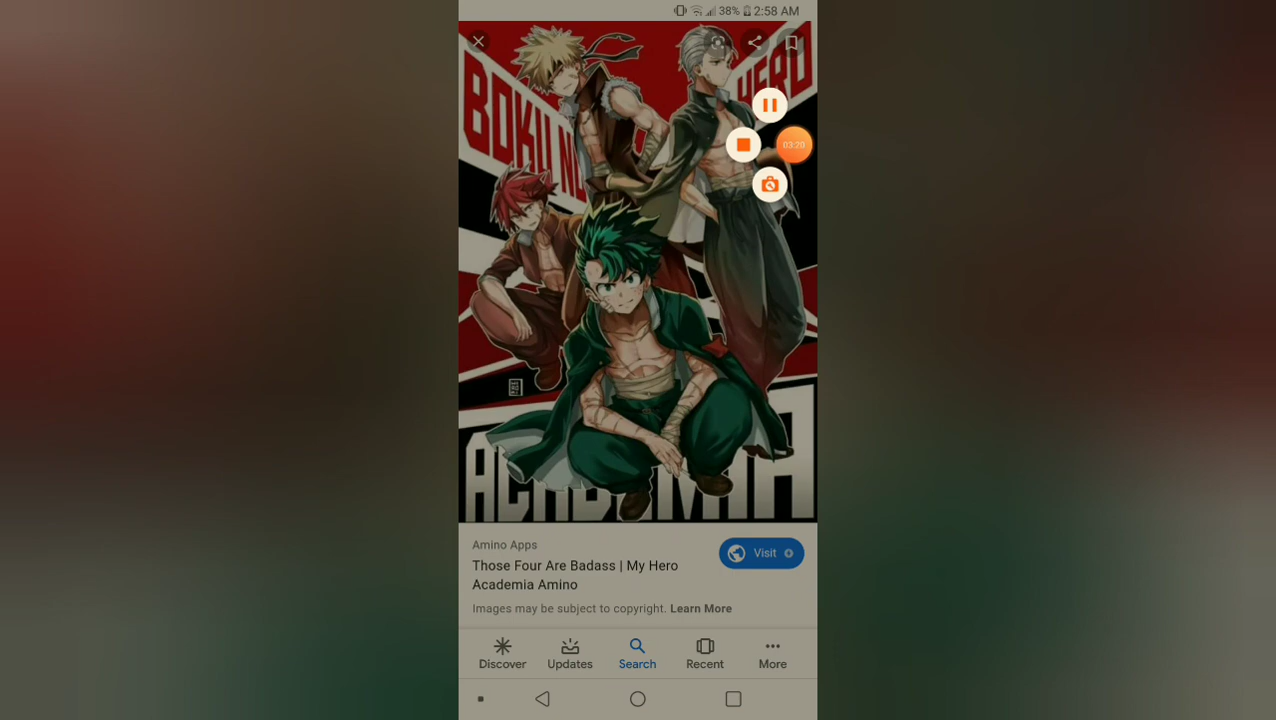 38% 2:58 AM
BOKU NO HERO
03:20
ACADEMIA
Amino Apps
Visit
Those Four Are Badass | My Hero
Academia Amino
Images may be subject to copyright. Learn More
Discover Updates Search Recent More